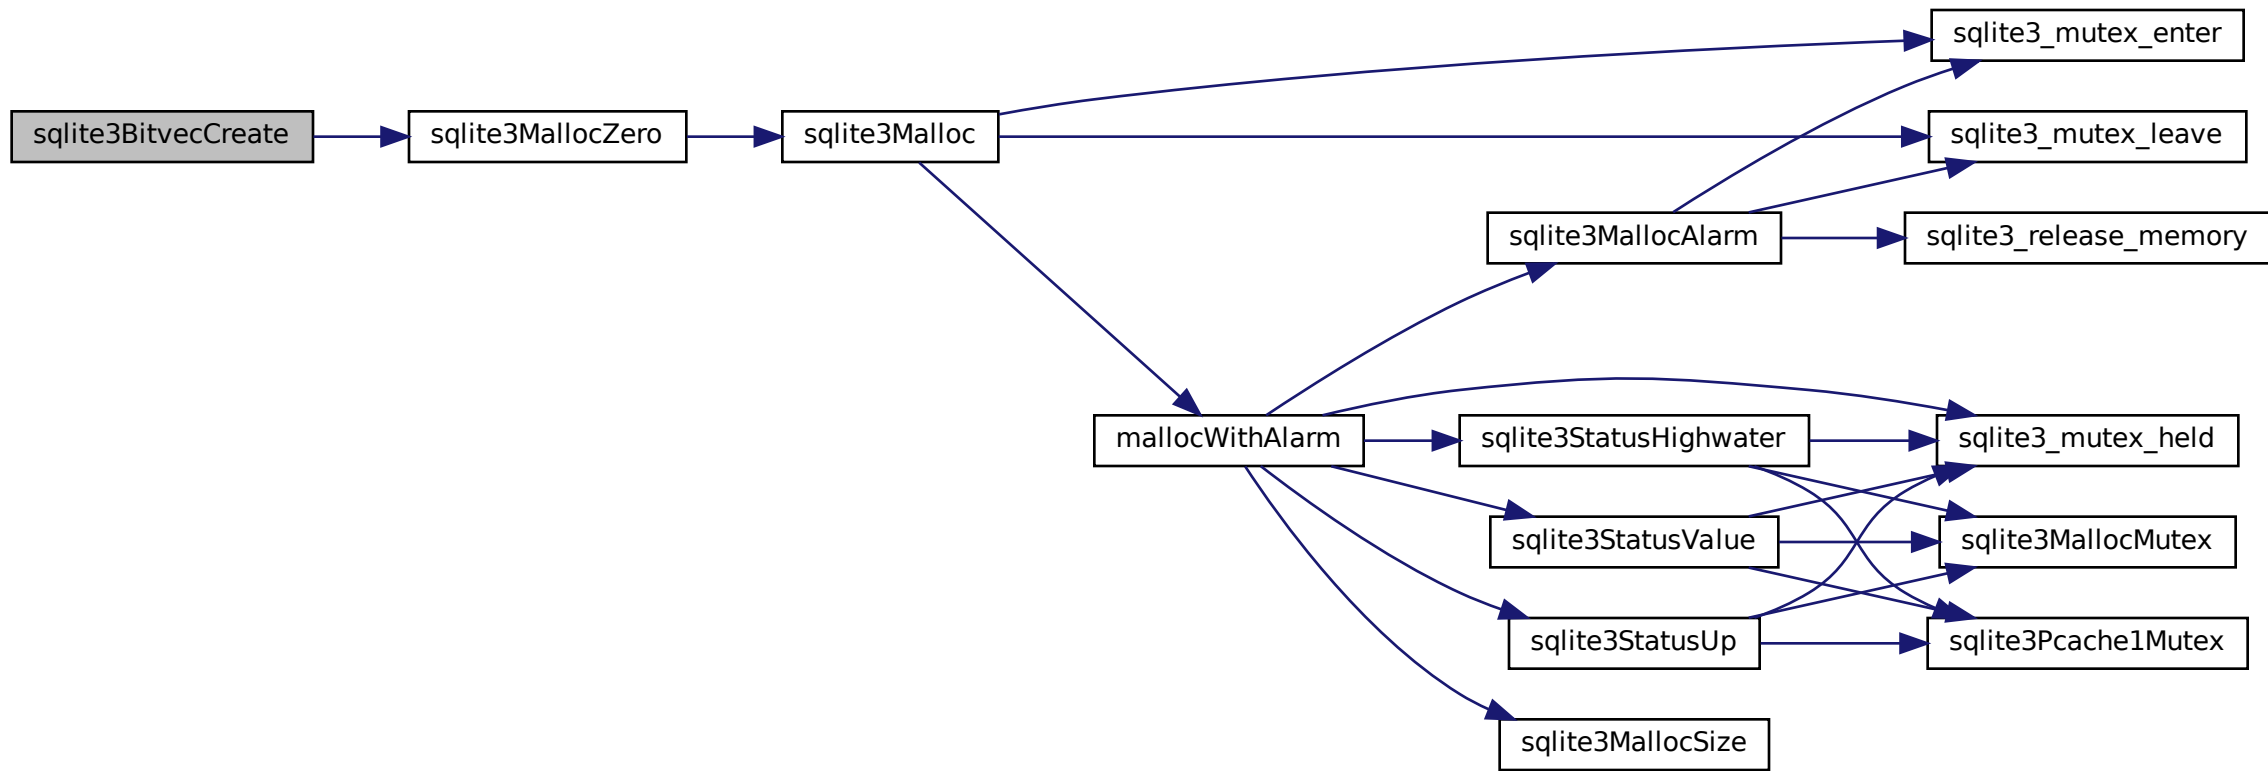 sqlite3_mutex_enter
sqlite3BitvecCreate
sqlite3MallocZero
sqlite3Malloc
sqlite3_mutex_leave
sqlite3MallocAlarm
sqlite3_release_memory
mallocWithAlarm
sqlite3StatusHighwater
sqlite3_mutex_held
sqlite3StatusValue
sqlite3MallocMutex
sqlite3StatusUp
sqlite3Pcache1Mutex
sqlite3MallocSize